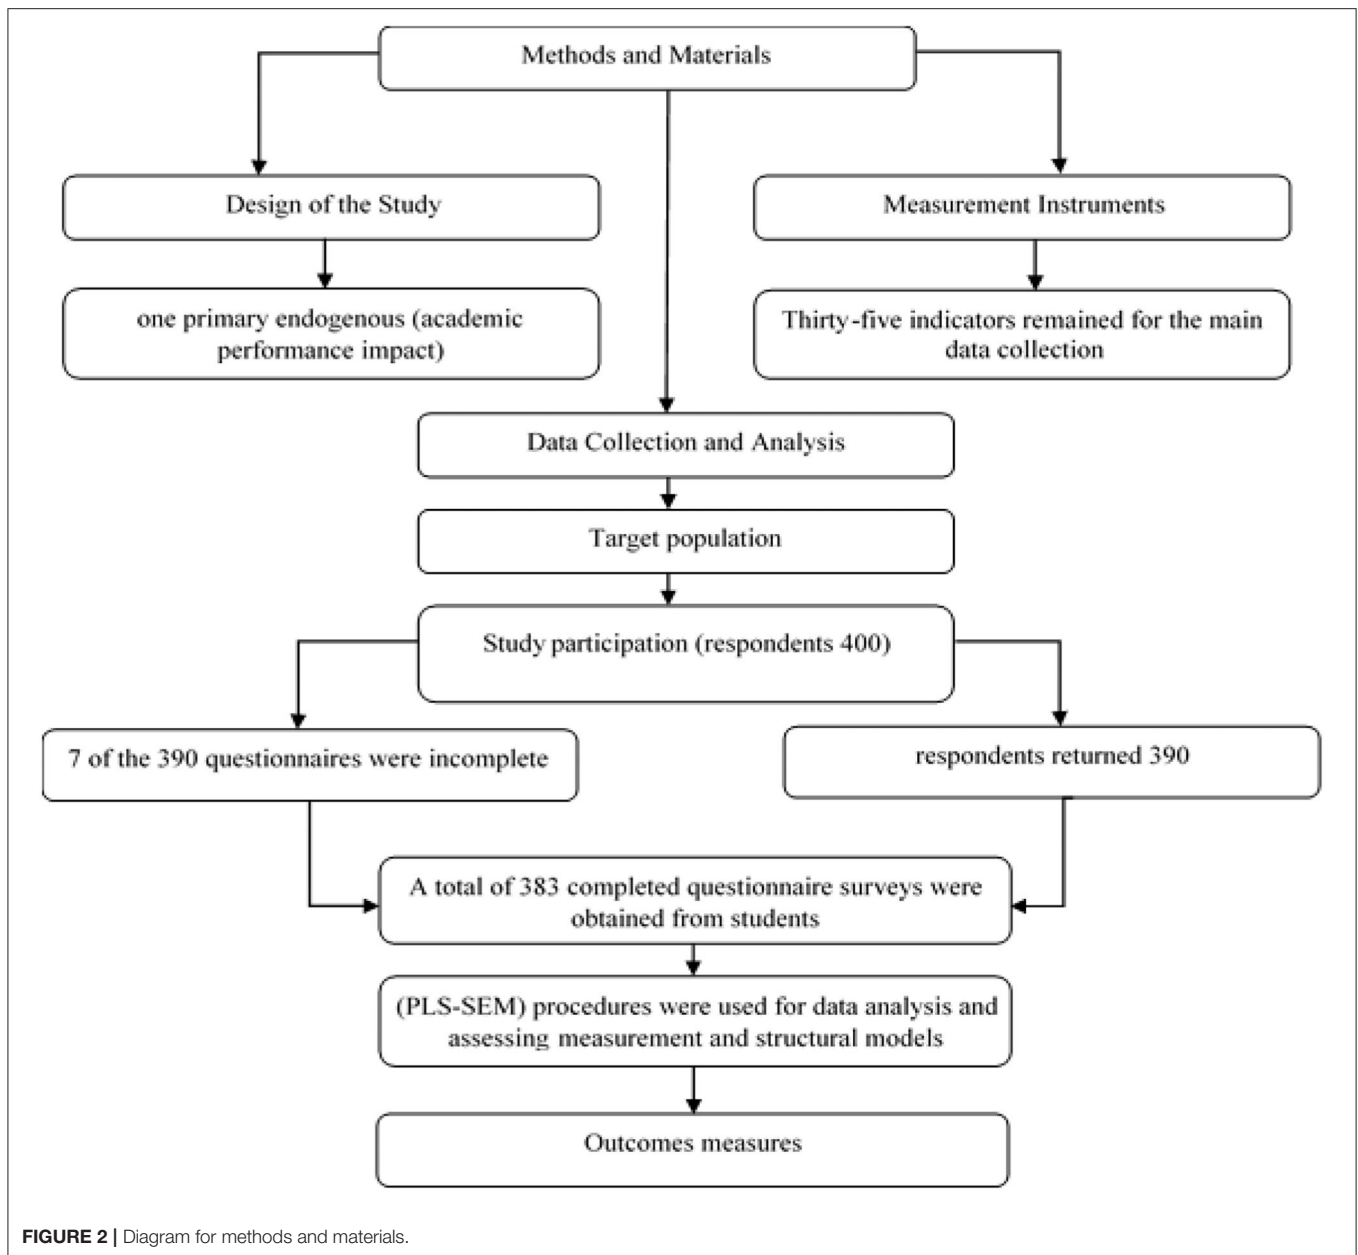 Methods and Materials
Design of the Study
Measurement Instruments
one primary endogenous (academic
performance impact)
Thirty-five indicators remained for the main
data collection
Data Collection and Analysis
Target population
Study participation (respondents 400)
7 of the 390 questionnaires were incomplete
respondents returned 390
A total of 383 completed questionnaire surveys were
obtained from students
(PLS-SEM) procedures were used for data analysis and
assessing measurement and structural models
Outcomes measures
FIGURE 2 | Diagram for methods and materials.